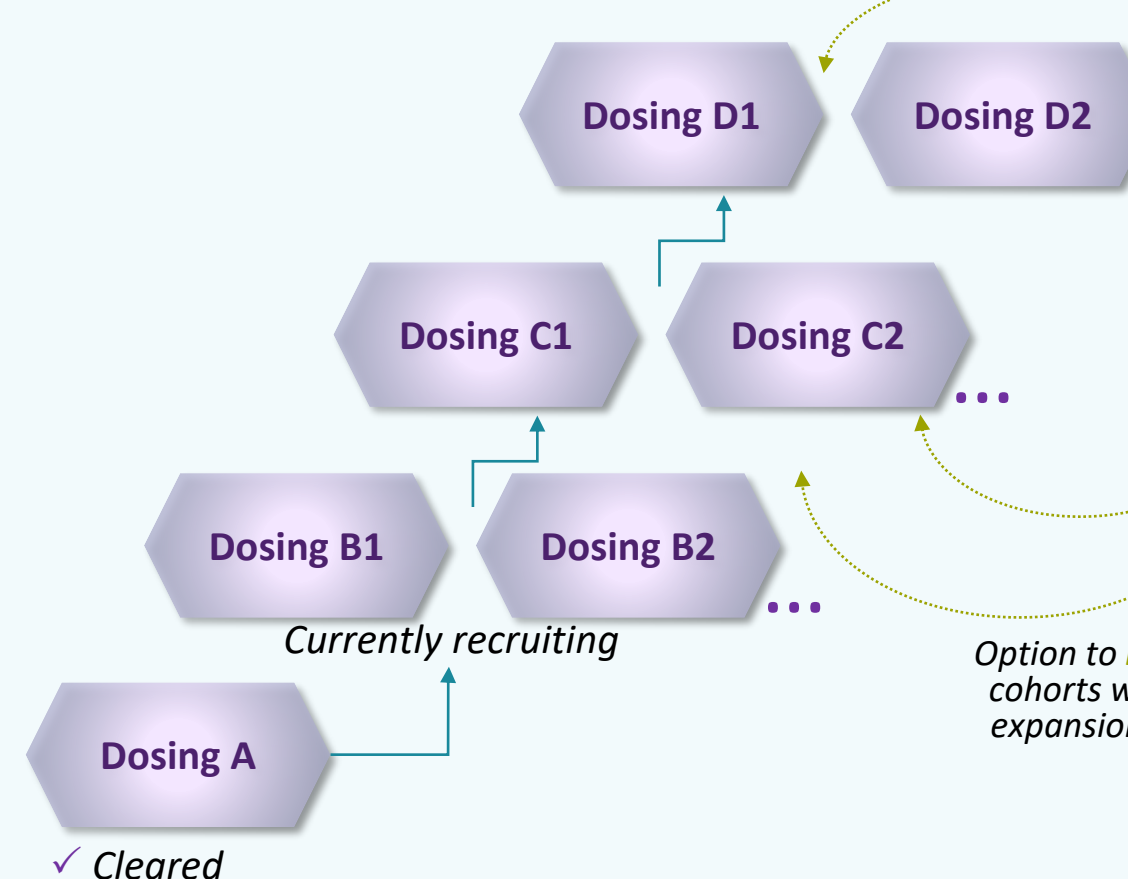 Dosing D1
Dosing D2
Dosing C1
Dosing C2
...
Dosing B1
Dosing B2
...
Currently recruiting
Option to
cohorts
Dosing A
✓ Cleared